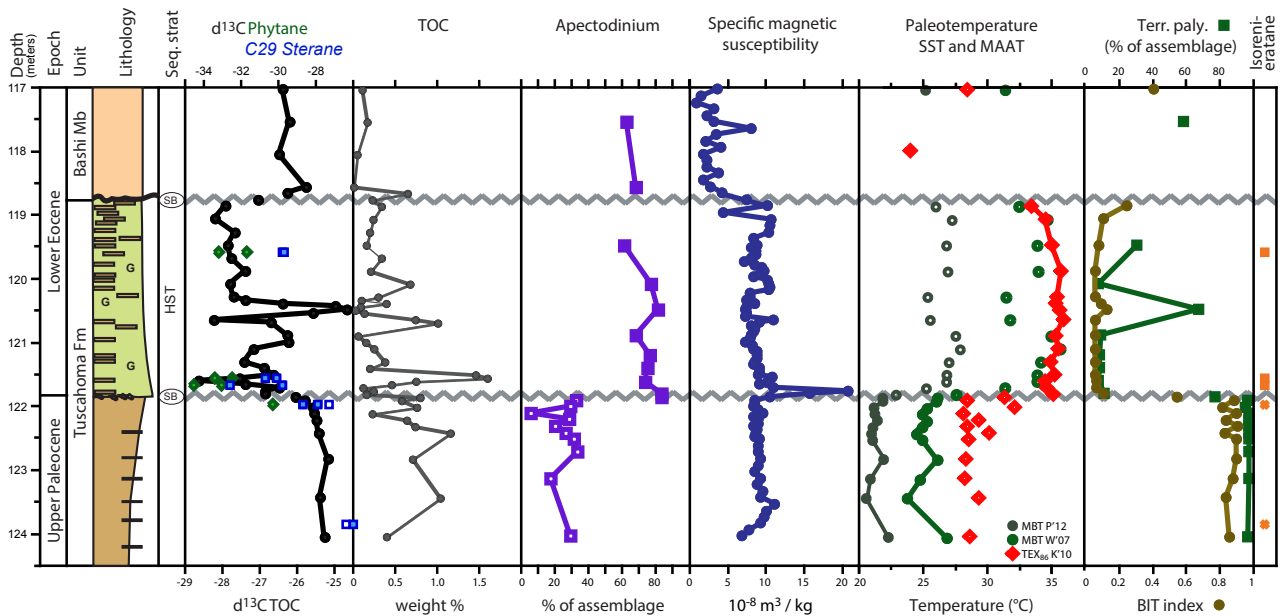 Depth
(meters)
Epoch
Unit
Lithology
Seq. strat
d¹³C Phytane
C29 Sterane
-34 -32 -30 -28
TOC
Apectodinium
Specific magnetic
susceptibility
Paleotemperature
SST and MAAT
Terr. paly.
(% of assemblage)
0 20 40 60 80
Isoreni-
eratane
117
118
119
120
121
122
123
124
Lower Eocene
Upper Paleocene
Bashi Mb
Tuscahoma Fm
G
G
G
SB
HST
SB
MBT P'12
MBT W'07
TEX₈₆ K'10
-29 -28 -27 -26
0 0.5 1.0 1.5
0 20 40 60 80
0 5 10 15 20
20 25 30 35
0 0.2 0.4 0.6 0.8 1
d¹³C TOC
weight %
% of assemblage
10⁻⁸ m³ / kg
Temperature (°C)
BIT index